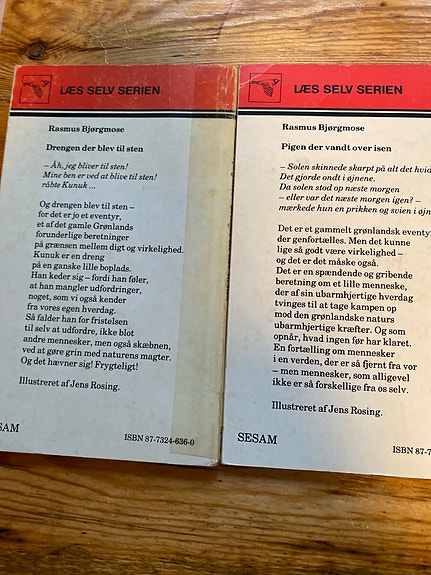 LÆS SELV SERIEN
Rasmus Bjørgmose
Drengen der blev til sten
– Åh, jeg bliver til sten!
Mine ben er ved at blive til sten!
råbte Kunuk ...
Og drengen blev til sten –
for det er jo et eventyr,
et af det gamle Grønlands
forunderlige beretninger
på grænsen mellem digt og virkelighed.
Kunuk er en dreng
på en ganske lille boplads.
Han keder sig – fordi han føler,
at han mangler udfordringer,
noget, som vi også kender
fra vores egen hverdag.
Så falder han for fristelsen
til selv at udfordre, ikke blot
andre mennesker, men også skæbnen,
ved at gøre grin med naturens magter.
Og det hævner sig! Frygteligt!
Illustreret af Jens Rosing.
SAM
ISBN 87-7324-636-0
LÆS SELV SERIEN
Rasmus Bjørgmose
Pigen der vandt over isen
– Solen skinnede skarpt på alt det hvid
Det gjorde ondt i øjnene.
Da solen stod op næste morgen
– eller var det næste morgen igen? –
mærkede hun en prikken og svien i øjn
Det er et gammelt grønlandsk eventy
der genfortælles. Men det kunne
lige så godt være virkelighed –
og det er det måske også.
Det er en spændende og gribende
beretning om et lille menneske,
der af sin ubarmhjertige hverdag
tvinges til at tage kampen op
mod den grønlandske naturs
ubarmhjertige kræfter. Og som
opnår, hvad ingen før har klaret.
En fortælling om mennesker
i en verden, der er så fjernt fra vor
– men mennesker, som alligevel
ikke er så forskellige fra os selv.
Illustreret af Jens Rosing.
SESAM
ISBN 87-7